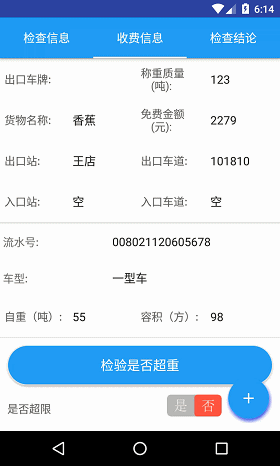 6:14
检查信息 收费信息 检查结论
出口车牌: 称重质量(吨): 123
货物名称: 香蕉 免费金额(元): 2279
出口站: 王店 出口车道: 101810
入口站: 空 入口车道: 空
流水号: 008021120605678
车型: 一型车
自重（吨）: 55 容积（方）: 98
检验是否超重
+
是否超限 是 否